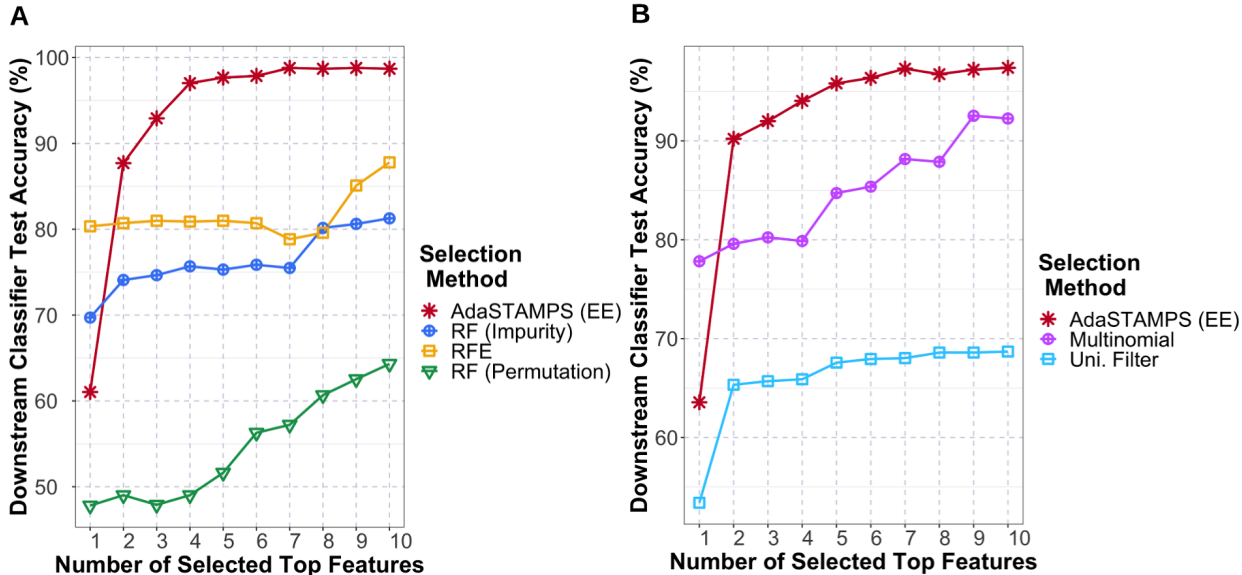 A
Downstream Classifier Test Accuracy (%)
100
90
80
70
60
50
1 2 3 4 5 6 7 8 9 10
Number of Selected Top Features
Selection
Method
AdaSTAMPS (EE)
RF (Impurity)
RFE
RF (Permutation)
B
Downstream Classifier Test Accuracy (%)
90
80
70
60
1 2 3 4 5 6 7 8 9 10
Number of Selected Top Features
Selection
Method
AdaSTAMPS (EE)
Multinomial
Uni. Filter